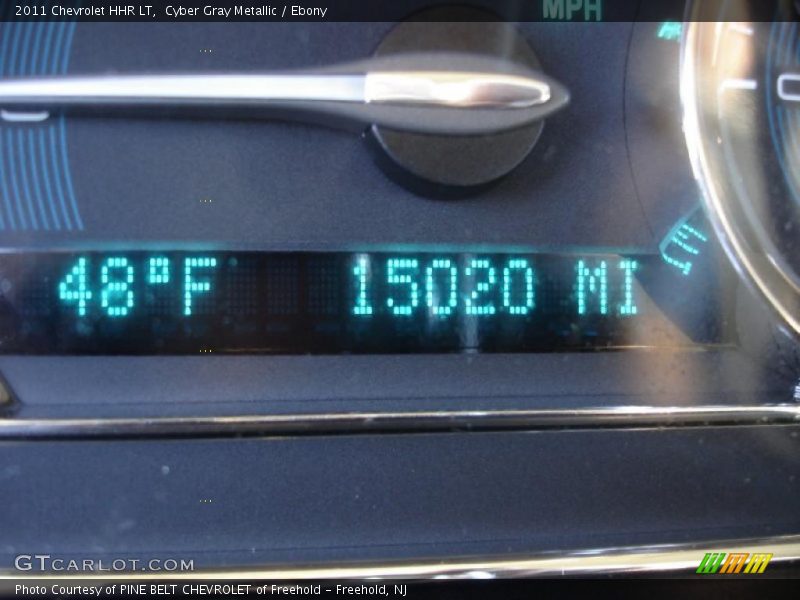 2011 Chevrolet HHR LT,  Cyber Gray Metallic / Ebony
MPH
48°F 15020 MI
E
GTCARLOT.COM
Photo Courtesy of PINE BELT CHEVROLET of Freehold – Freehold, NJ